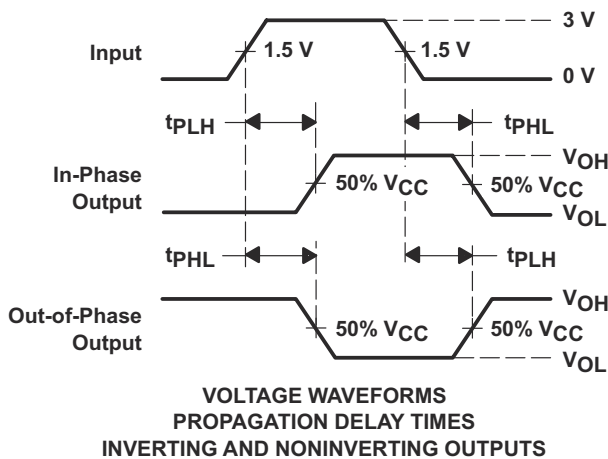 3 V
Input
1.5 V
1.5 V
0 V
tPLH
tPHL
In-Phase
Output
50% VCC
VOH
50% VCC
VOL
tPHL
tPLH
Out-of-Phase
Output
50% VCC
VOH
50% VCC
VOL
VOLTAGE WAVEFORMS
PROPAGATION DELAY TIMES
INVERTING AND NONINVERTING OUTPUTS